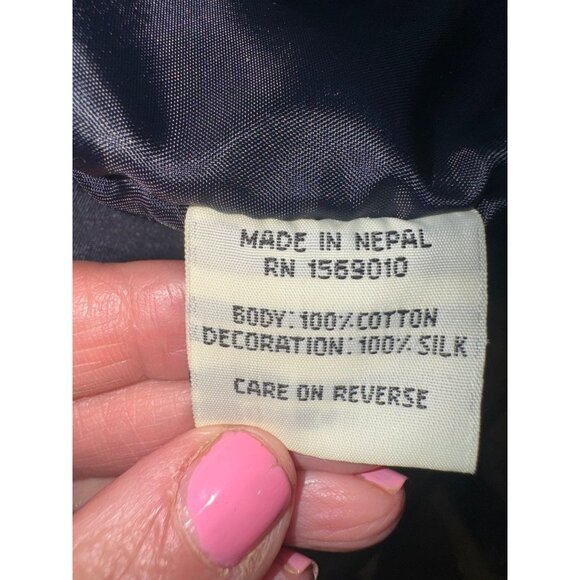 MADE IN NEPAL
RN 1569010
BODY: 100% COTTON
DECORATION: 100% SILK
CARE ON REVERSE